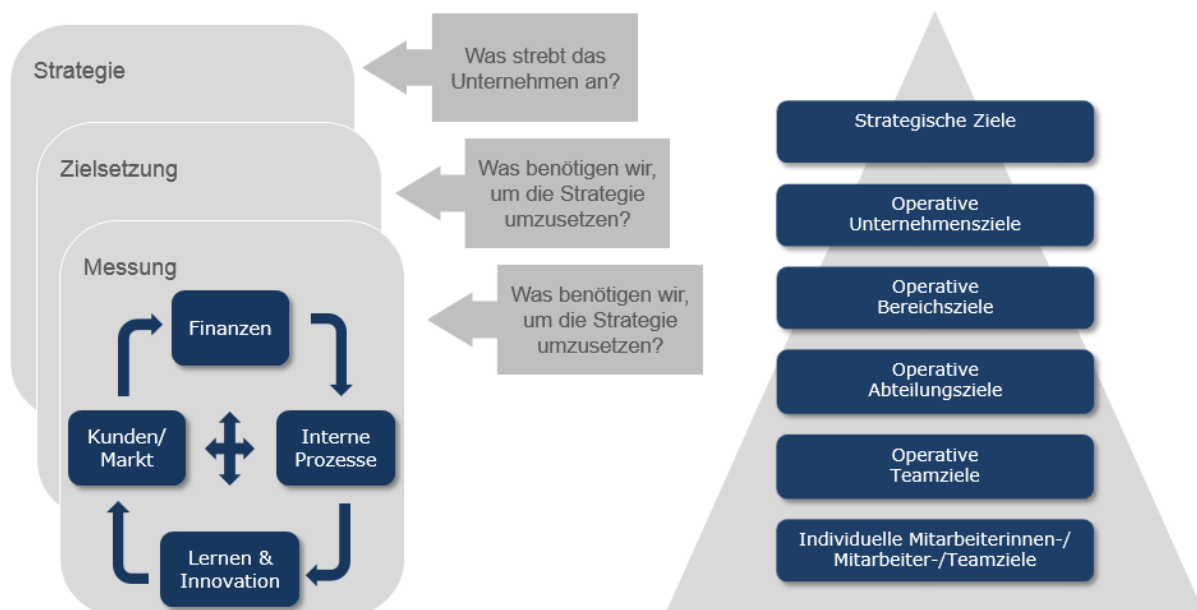 Strategie
Was strebt das
Unternehmen an?
Zielsetzung
Was benötigen wir,
um die Strategie
umzusetzen?
Messung
Was benötigen wir,
um die Strategie
umzusetzen?
Finanzen
Kunden/
Markt
Interne
Prozesse
Lernen &
Innovation
Strategische Ziele
Operative
Unternehmensziele
Operative
Bereichsziele
Operative
Abteilungsziele
Operative
Teamziele
Individuelle Mitarbeiterinnen-/
Mitarbeiter-/Teamziele